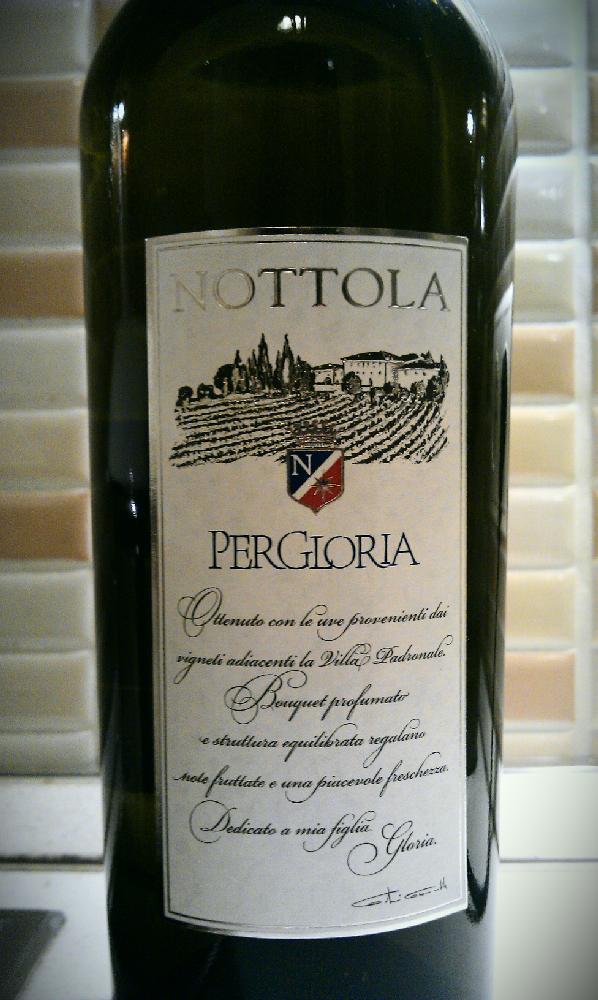 NOTTOLA
N
PERGLORIA
Ottenuto con le uve provenienti dai
vigneti adiacenti la Villa Padronale.
Bouquet profumato
e struttura equilibrata regalano
note fruttate e una piacevole freschezza.
Dedicato a mia figlia
Gloria.